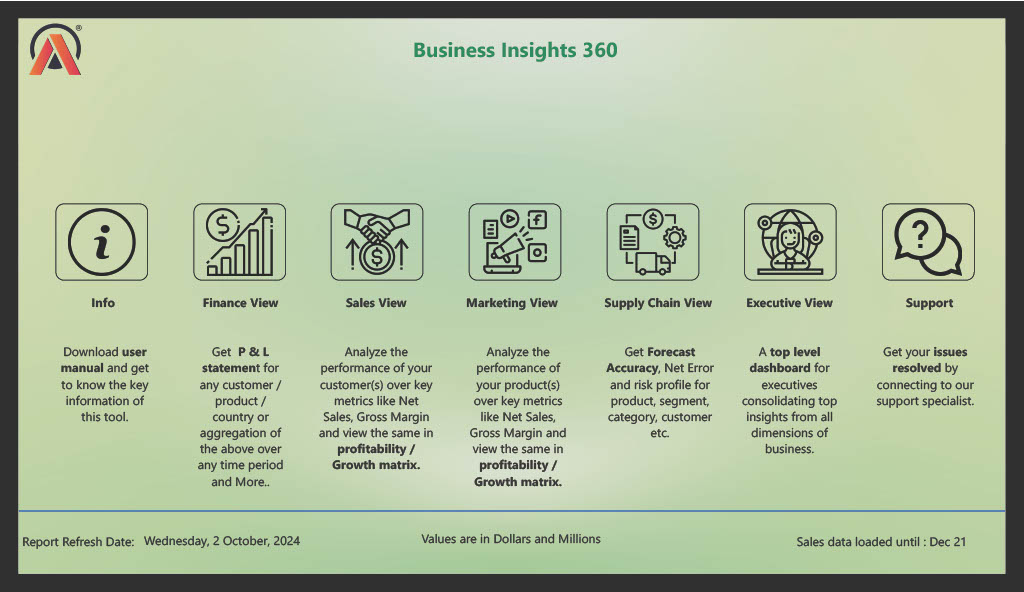 ®
Business Insights 360
Info
Finance View
Sales View
Marketing View
Supply Chain View
Executive View
Support
Download user
manual and get
to know the key
information of
this tool.
Get P & L
statement for
any customer /
product /
country or
aggregation of
the above over
any time period
and More..
Analyze the
performance of your
customer(s) over key
metrics like Net
Sales, Gross Margin
and view the same in
profitability /
Growth matrix.
Analyze the
performance of
your product(s)
over key metrics
like Net Sales,
Gross Margin and
view the same in
profitability /
Growth matrix.
Get Forecast
Accuracy, Net Error
and risk profile for
product, segment,
category, customer
etc.
A top level
dashboard for
executives
consolidating top
insights from all
dimensions of
business.
Get your issues
resolved by
connecting to our
support specialist.
Report Refresh Date: Wednesday, 2 October, 2024
Values are in Dollars and Millions
Sales data loaded until : Dec 21